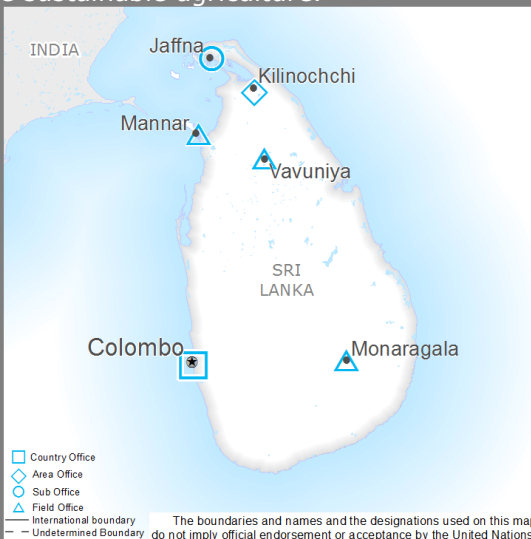 sustainable agriculture.
INDIA
Jaffna
Kilinochchi
Mannar
Vavuniya
SRI
LANKA
Colombo
Monaragala
Country Office
Area Office
Sub Office
Field Office
International boundary
Undetermined Boundary
The boundaries and names and the designations used on this map
do not imply official endorsement or acceptance by the United Nations